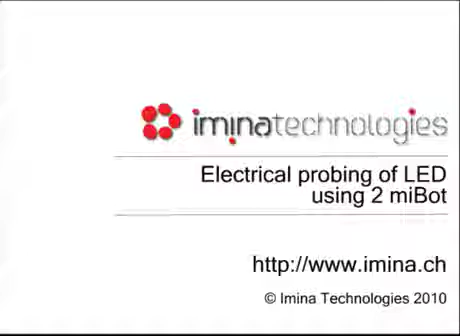 iminatechnologies
Electrical probing of LED
using 2 miBot
http://www.imina.ch
© Imina Technologies 2010